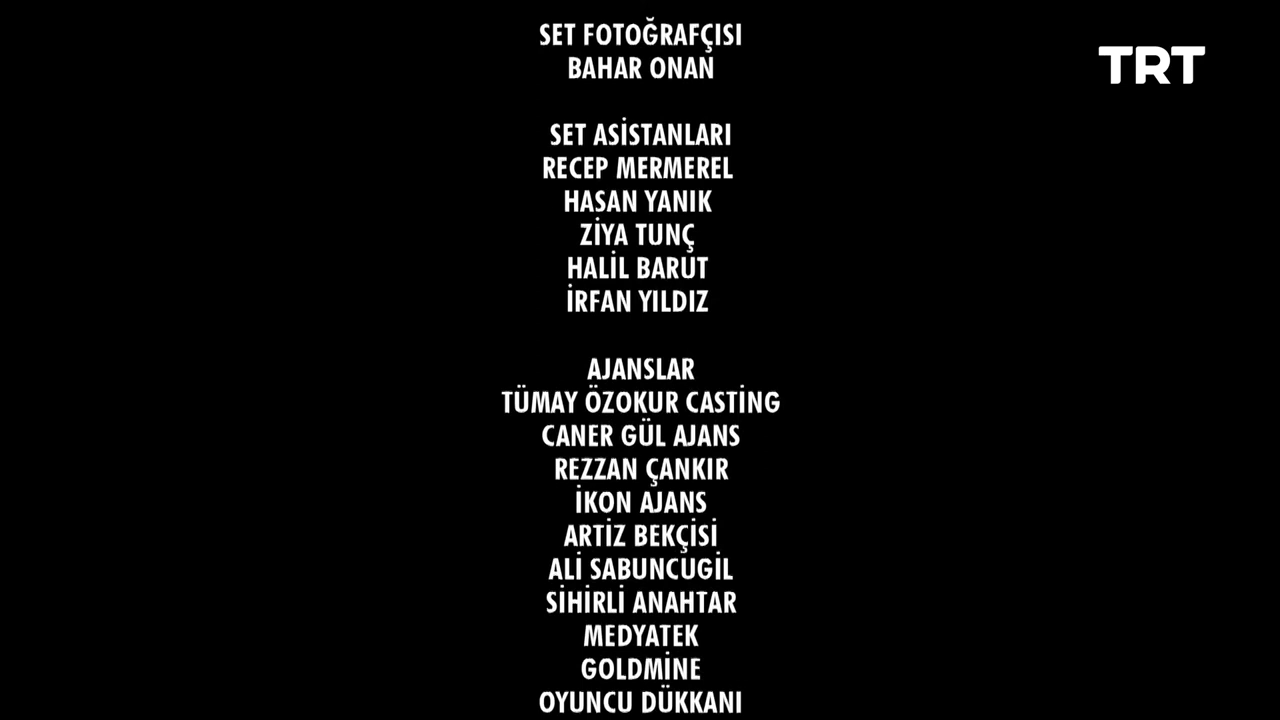 SET FOTOĞRAFÇISI
BAHAR ONAN
TRT
SET ASİSTANLARI
RECEP MERMEREL
HASAN YANIK
ZİYA TUNÇ
HALİL BARUT
İRFAN YILDIZ
AJANSLAR
TÜMAY ÖZOKUR CASTİNG
CANER GÜL AJANS
REZZAN ÇANKIR
İKON AJANS
ARTİZ BEKÇİSİ
ALİ SABUNCUGİL
SİHİRLİ ANAHTAR
MEDYATEK
GOLDMİNE
OYUNCU DÜKKANI